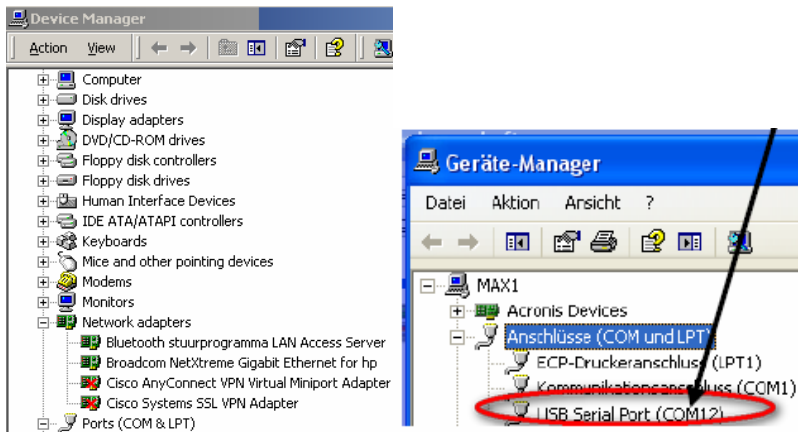 Device Manager
Action View
Computer
Disk drives
Display adapters
DVD/CD-ROM drives
Floppy disk controllers
Floppy disk drives
Human Interface Devices
IDE ATA/ATAPI controllers
Keyboards
Mice and other pointing devices
Modems
Monitors
Network adapters
Bluetooth stuurprogramma LAN Access Server
Broadcom NetXtreme Gigabit Ethernet for hp
Cisco AnyConnect VPN Virtual Miniport Adapter
Cisco Systems SSL VPN Adapter
Ports (COM & LPT)
Geräte-Manager
Datei Aktion Ansicht ?
MAX1
Acronis Devices
Anschlüsse (COM und LPT)
ECP-Druckeranschluss (LPT1)
Kommunikationsanschluss (COM1)
USB Serial Port (COM12)